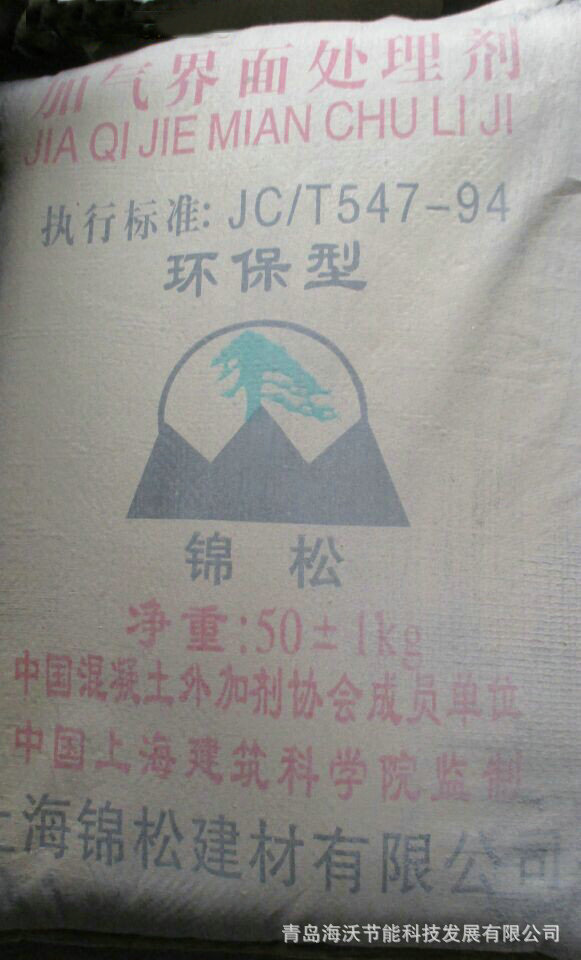 加气界面处理剂
JIA QI JIE MIAN CHU LI JI
执行标准: JC/T547-94
环保型
锦松
净重:50±1kg
中国混凝土外加剂协会成员单位
中国上海建筑科学院监制
上海锦松建材有限公司
青岛海沃节能科技发展有限公司